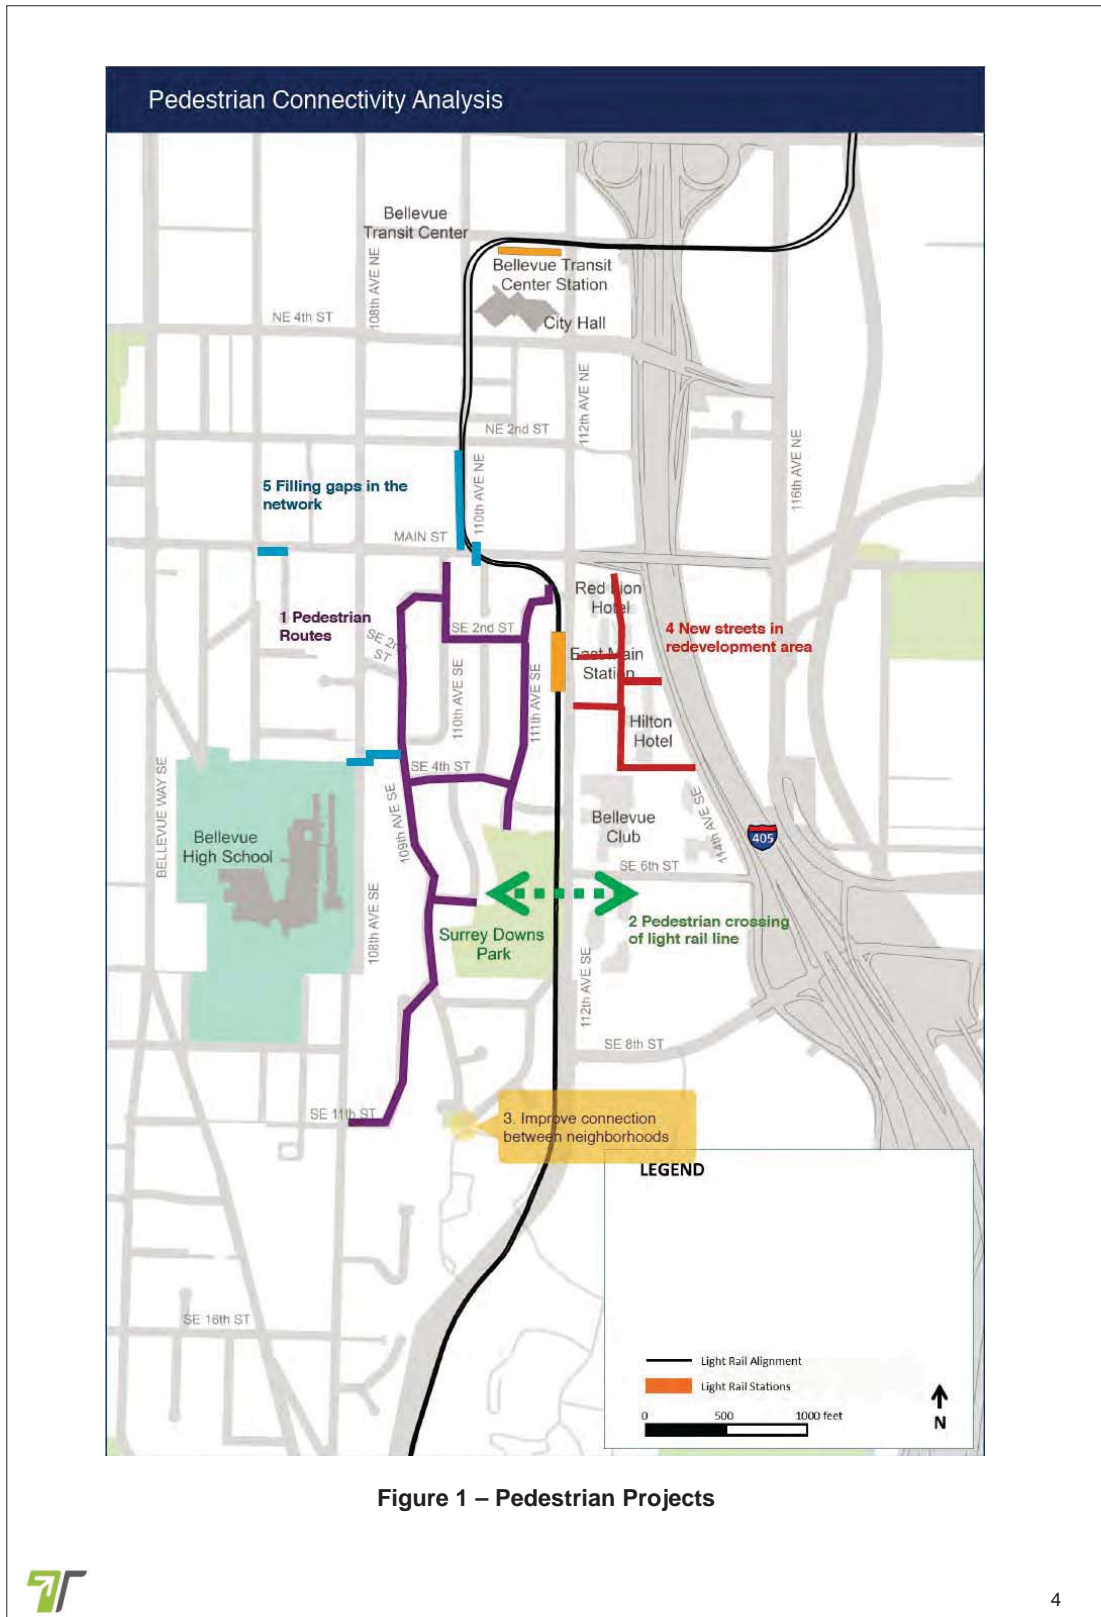 Pedestrian Connectivity Analysis
Bellevue
Transit Center
Bellevue Transit
Center Station
City Hall
108th AVE NE
NE 4th ST
112th AVE NE
NE 2nd ST
116th AVE NE
5 Filling gaps in the
network
110th AVE NE
MAIN ST
Red Lion
Hotel
1 Pedestrian
Routes
SE 2nd ST
SE 2nd
ST
4 New streets in
redevelopment area
East Main
Station
110th AVE SE
111th AVE SE
Hilton
Hotel
SE 4th ST
BELLEVUE WAY SE
109th AVE SE
Bellevue
High School
Bellevue
Club
114th AVE SE
405
SE 6th ST
108th AVE SE
2 Pedestrian crossing
of light rail line
Surrey Downs
Park
112th AVE SE
SE 8th ST
SE 11th ST
3. Improve connection
between neighborhoods
LEGEND
SE 16th ST
Light Rail Alignment
Light Rail Stations
0 500 1000 feet
N
Figure 1 – Pedestrian Projects
4